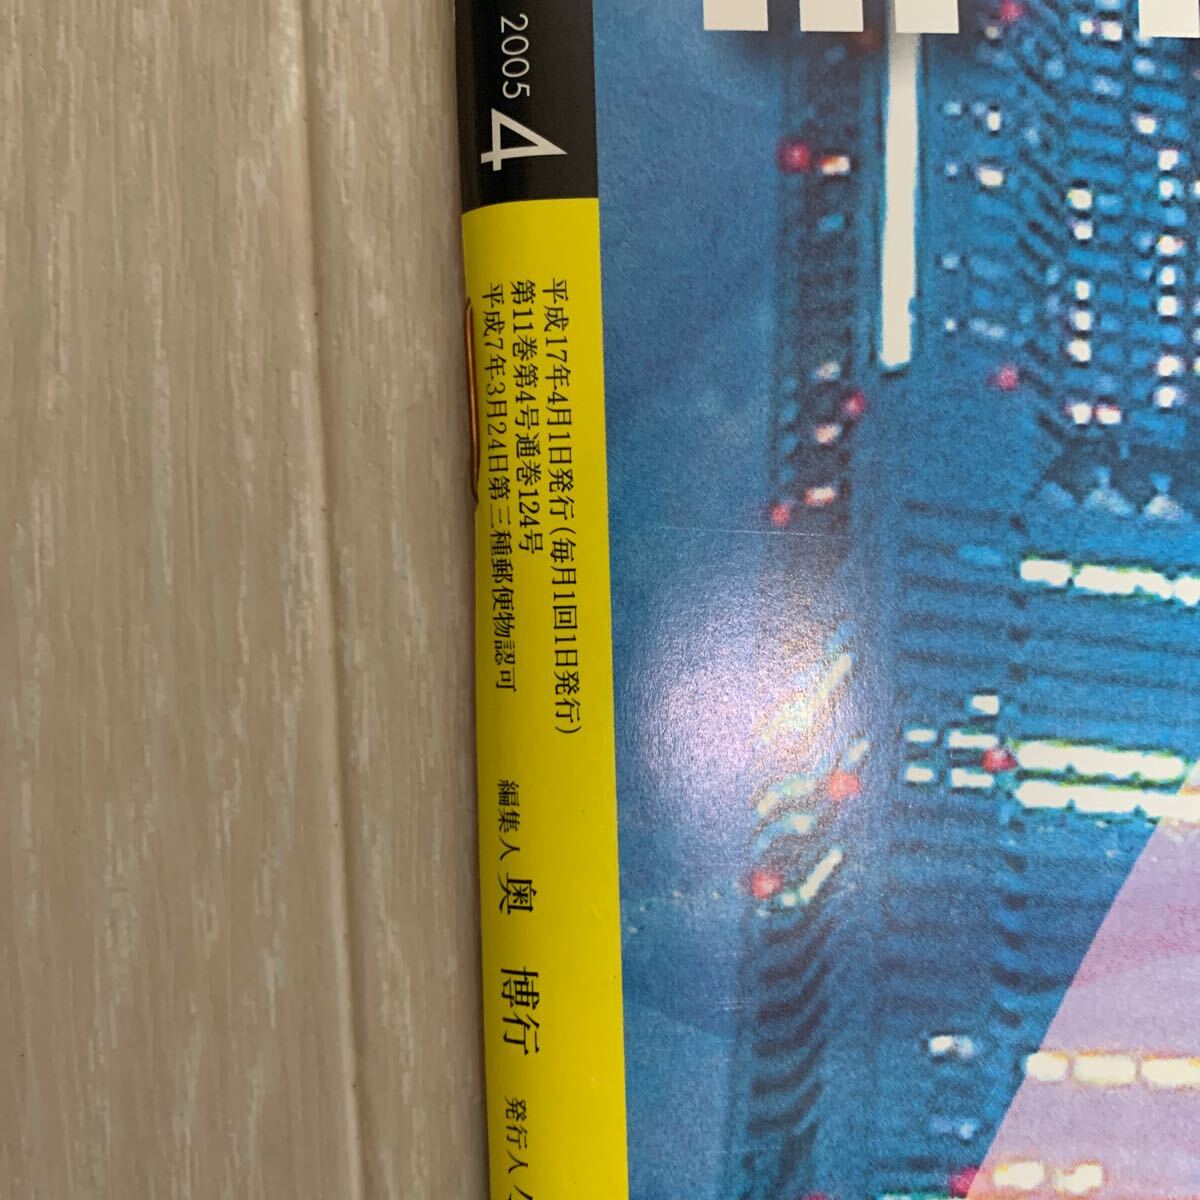 2005 4
平成17年4月1日発行(毎月1回1日発行)
第11巻第4号通巻124号
平成7年3月24日第三種郵便物認可
編集人 奥 博行
発行人